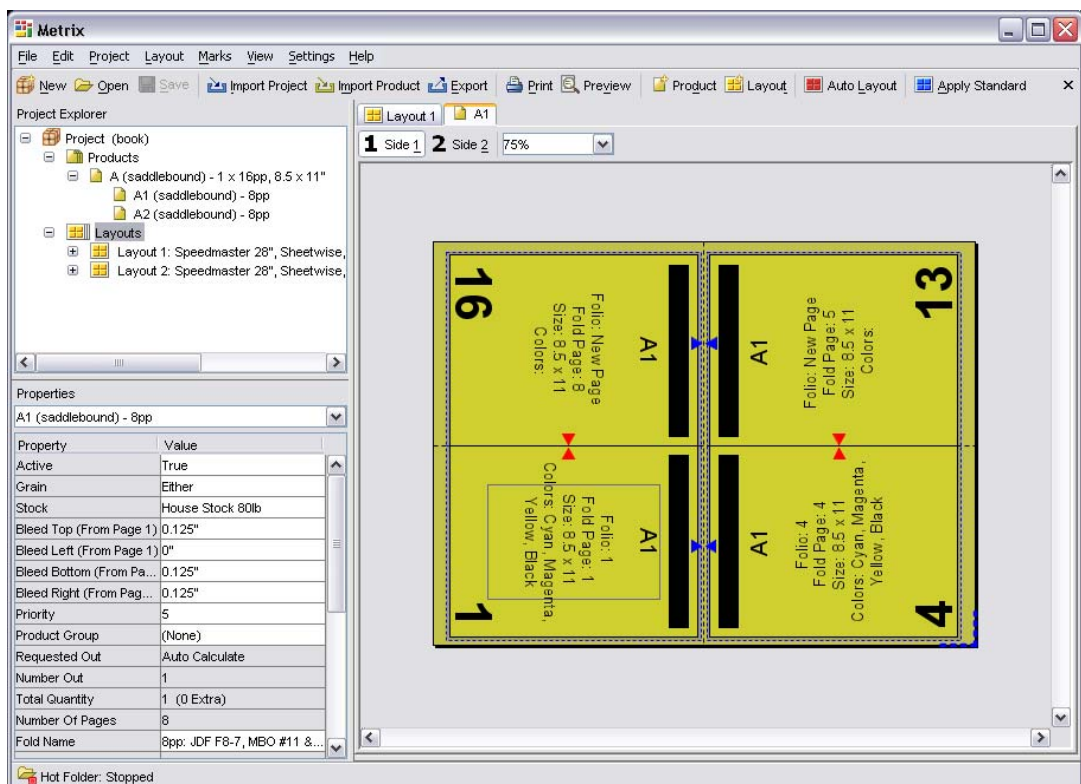 Metrix
File Edit Project Layout Marks View Settings Help
New Open Save Import Project Import Product Export Print Preview Product Layout Auto Layout Apply Standard
Project Explorer
Project (book)
Products
A (saddlebound) - 1 x 16pp, 8.5 x 11"
A1 (saddlebound) - 8pp
A2 (saddlebound) - 8pp
Layouts
Layout 1: Speedmaster 28", Sheetwise,
Layout 2: Speedmaster 28", Sheetwise,
Properties
A1 (saddlebound) - 8pp
Property Value
Active True
Grain Either
Stock House Stock 80lb
Bleed Top (From Page 1) 0.125"
Bleed Left (From Page 1) 0"
Bleed Bottom (From Pa... 0.125"
Bleed Right (From Pag... 0.125"
Priority 5
Product Group (None)
Requested Out Auto Calculate
Number Out 1
Total Quantity 1 (0 Extra)
Number Of Pages 8
Fold Name 8pp: JDF F8-7, MBO #11 &...
Layout 1 A1
1 Side 1 2 Side 2 75%
16
A1
Folio: New Page
Fold Page: 8
Size: 8.5 x 11
Colors:
13
A1
Folio: New Page
Fold Page: 5
Size: 8.5 x 11
Colors:
1
A1
Folio: 1
Fold Page: 1
Size: 8.5 x 11
Colors: Cyan, Magenta,
Yellow, Black
4
A1
Folio: 4
Fold Page: 4
Size: 8.5 x 11
Colors: Cyan, Magenta,
Yellow, Black
Hot Folder: Stopped